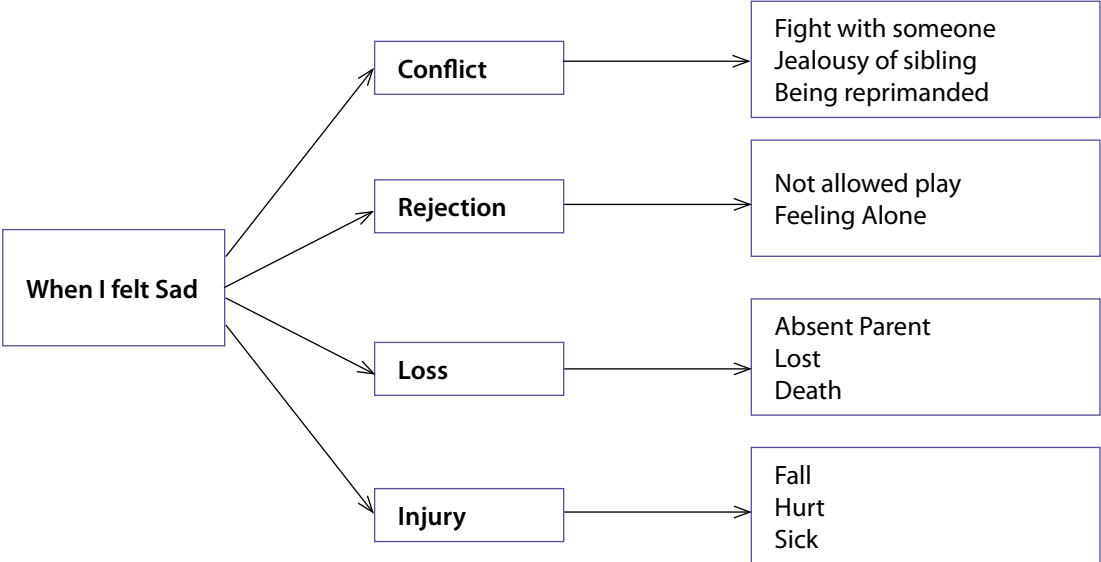 When I felt Sad
Conflict
Fight with someone
Jealousy of sibling
Being reprimanded
Rejection
Not allowed play
Feeling Alone
Loss
Absent Parent
Lost
Death
Injury
Fall
Hurt
Sick